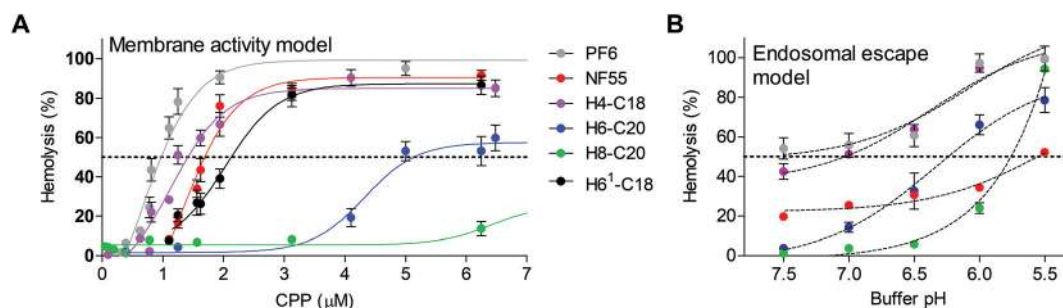 A
Membrane activity model
Hemolysis (%)
100
80
60
40
20
0
0 1 2 3 4 5 6 7
CPP (μM)
PF6
NF55
H4-C18
H6-C20
H8-C20
H6¹-C18
B
Endosomal escape
model
Hemolysis (%)
100
80
60
40
20
0
7.5 7.0 6.5 6.0 5.5
Buffer pH